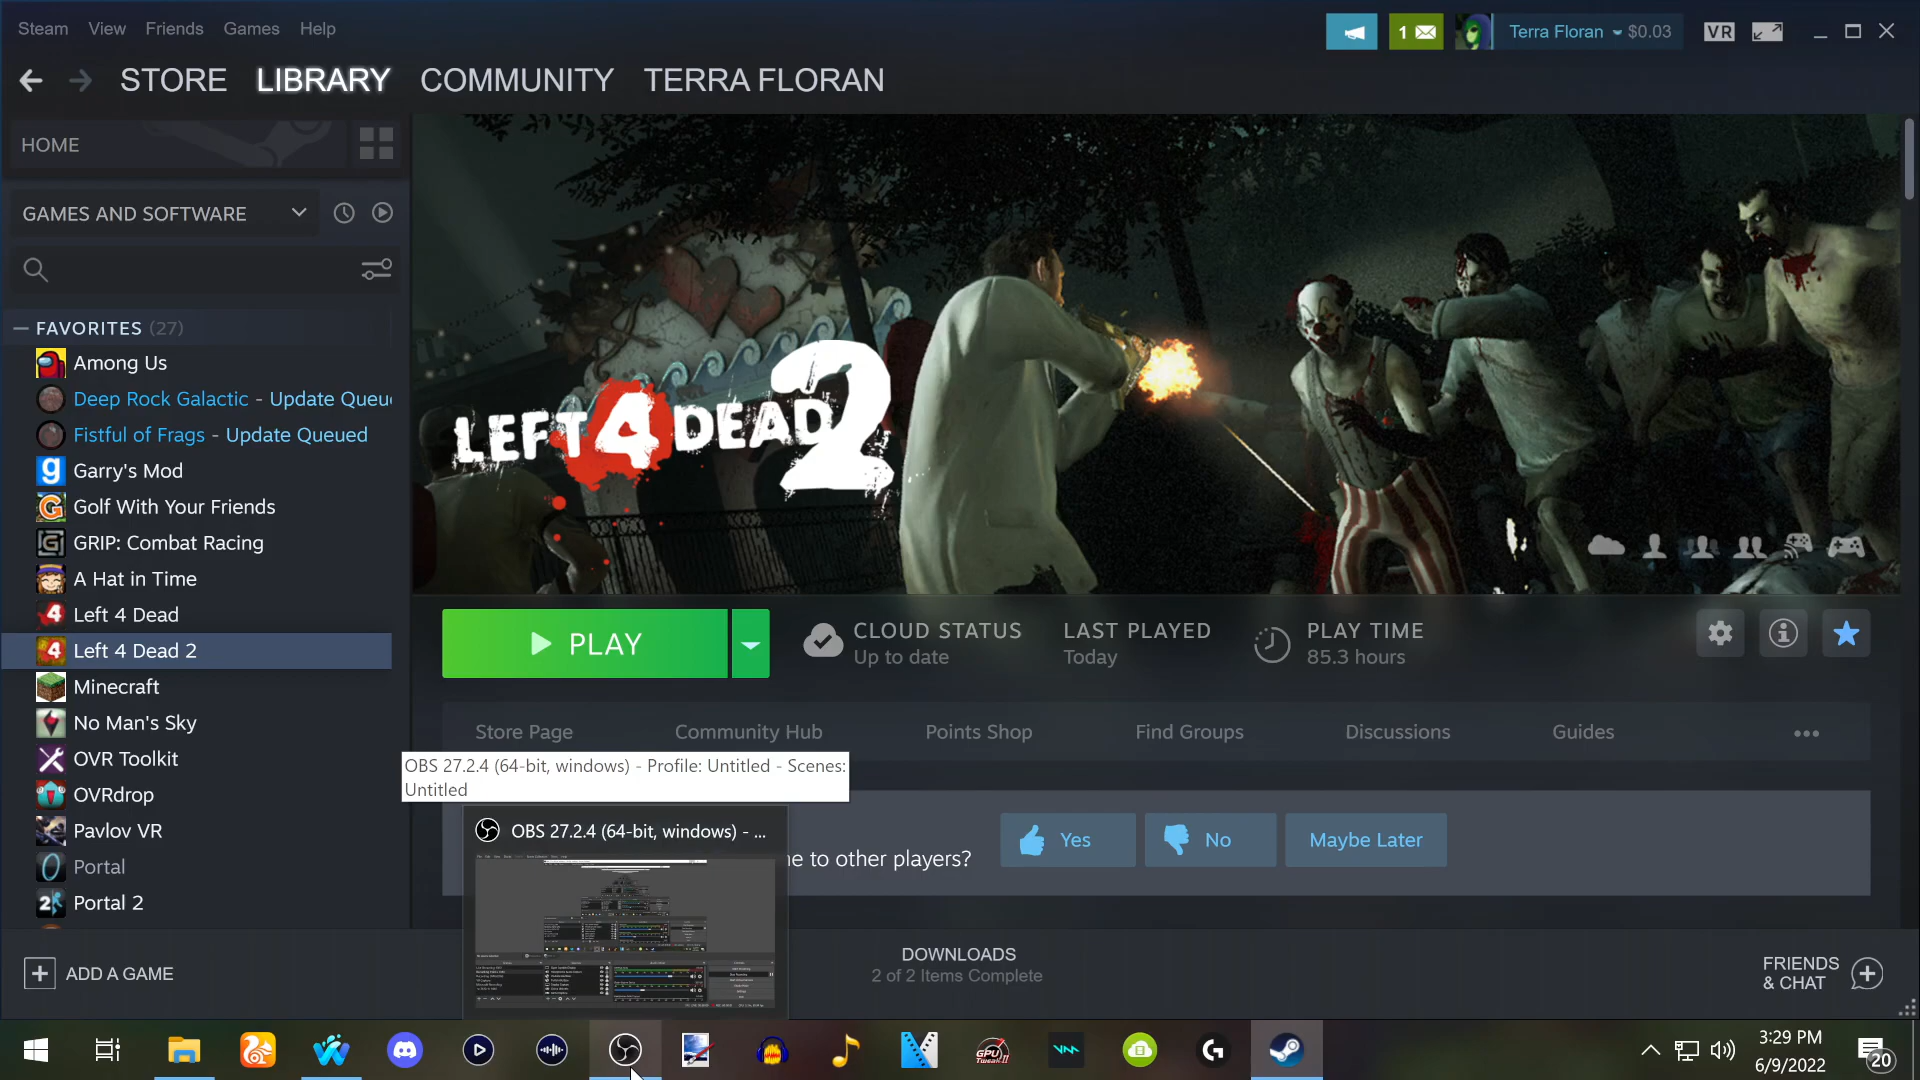 Steam View Friends Games Help
1 Terra Floran $0.03 VR
STORE LIBRARY COMMUNITY TERRA FLORAN
HOME
GAMES AND SOFTWARE
FAVORITES (27)
Among Us
Deep Rock Galactic - Update Queu
Fistful of Frags - Update Queued
Garry's Mod
Golf With Your Friends
GRIP: Combat Racing
A Hat in Time
Left 4 Dead
Left 4 Dead 2
Minecraft
No Man's Sky
OVR Toolkit
OVRdrop
Pavlov VR
Portal
Portal 2
ADD A GAME
LEFT 4 DEAD 2
PLAY
CLOUD STATUS
Up to date
LAST PLAYED
Today
PLAY TIME
85.3 hours
Store Page Community Hub Points Shop Find Groups Discussions Guides
OBS 27.2.4 (64-bit, windows) - Profile: Untitled - Scenes:
Untitled
OBS 27.2.4 (64-bit, windows) - ...
e to other players?
Yes No Maybe Later
DOWNLOADS
2 of 2 Items Complete
FRIENDS
& CHAT
GPU
TWEAK II
3:29 PM
6/9/2022
20